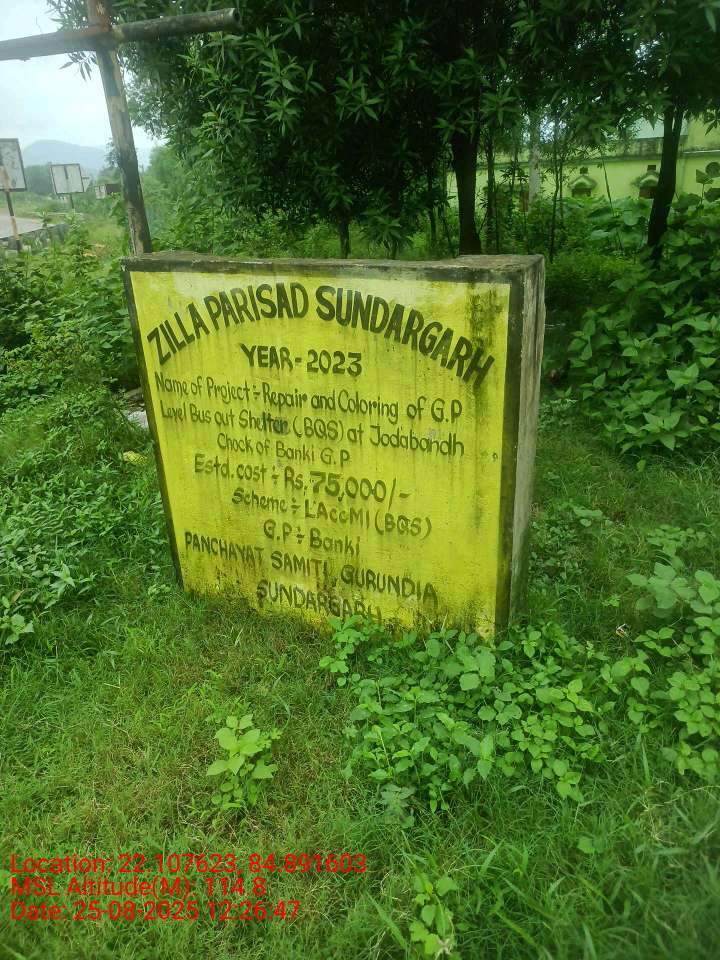 ZILLA PARISAD SUNDARGARH
YEAR-2023
Name of Project :- Repair and Coloring of G.P
Level Bus out Shelter (BQS) at Jodabandh
Chock of Banki G.P
Estd. cost :- Rs. 75,000/-
Scheme :- LAccMI (BQS)
G.P :- Banki
PANCHAYAT SAMITI, GURUNDIA
SUNDARGARH
Location: 22.107623, 84.891603
MSL Altitude(M): 114.8
Date: 25-08-2025 12:26:47